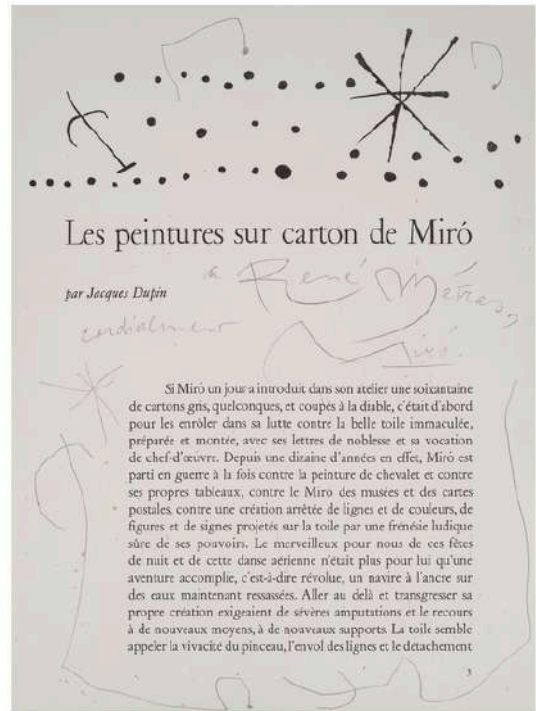 Les peintures sur carton de Miró
à René Métras,
par Jacques Dupin
cordialement
Miró.
Si Miró un jour a introduit dans son atelier une soixantaine
de cartons gris, quelconques, et coupés à la diable, c'était d'abord
pour les enrôler dans sa lutte contre la belle toile immaculée,
préparée et montée, avec ses lettres de noblesse et sa vocation
de chef-d'œuvre. Depuis une dizaine d'années en effet, Miró est
parti en guerre à la fois contre la peinture de chevalet et contre
ses propres tableaux, contre le Miro des musées et des cartes
postales, contre une création arrêtée de lignes et de couleurs, de
figures et de signes projetés sur la toile par une frénésie ludique
sûre de ses pouvoirs. Le merveilleux pour nous de ces fêtes
de nuit et de cette danse aérienne n'était plus pour lui qu'une
aventure accomplie, c'est-à-dire révolue, un navire à l'ancre sur
des eaux maintenant ressassées. Aller au delà et transgresser sa
propre création exigeaient de sévères amputations et le recours
à de nouveaux moyens, à de nouveaux supports. La toile semble
appeler la vivacité du pinceau, l'envol des lignes et le détachement
3